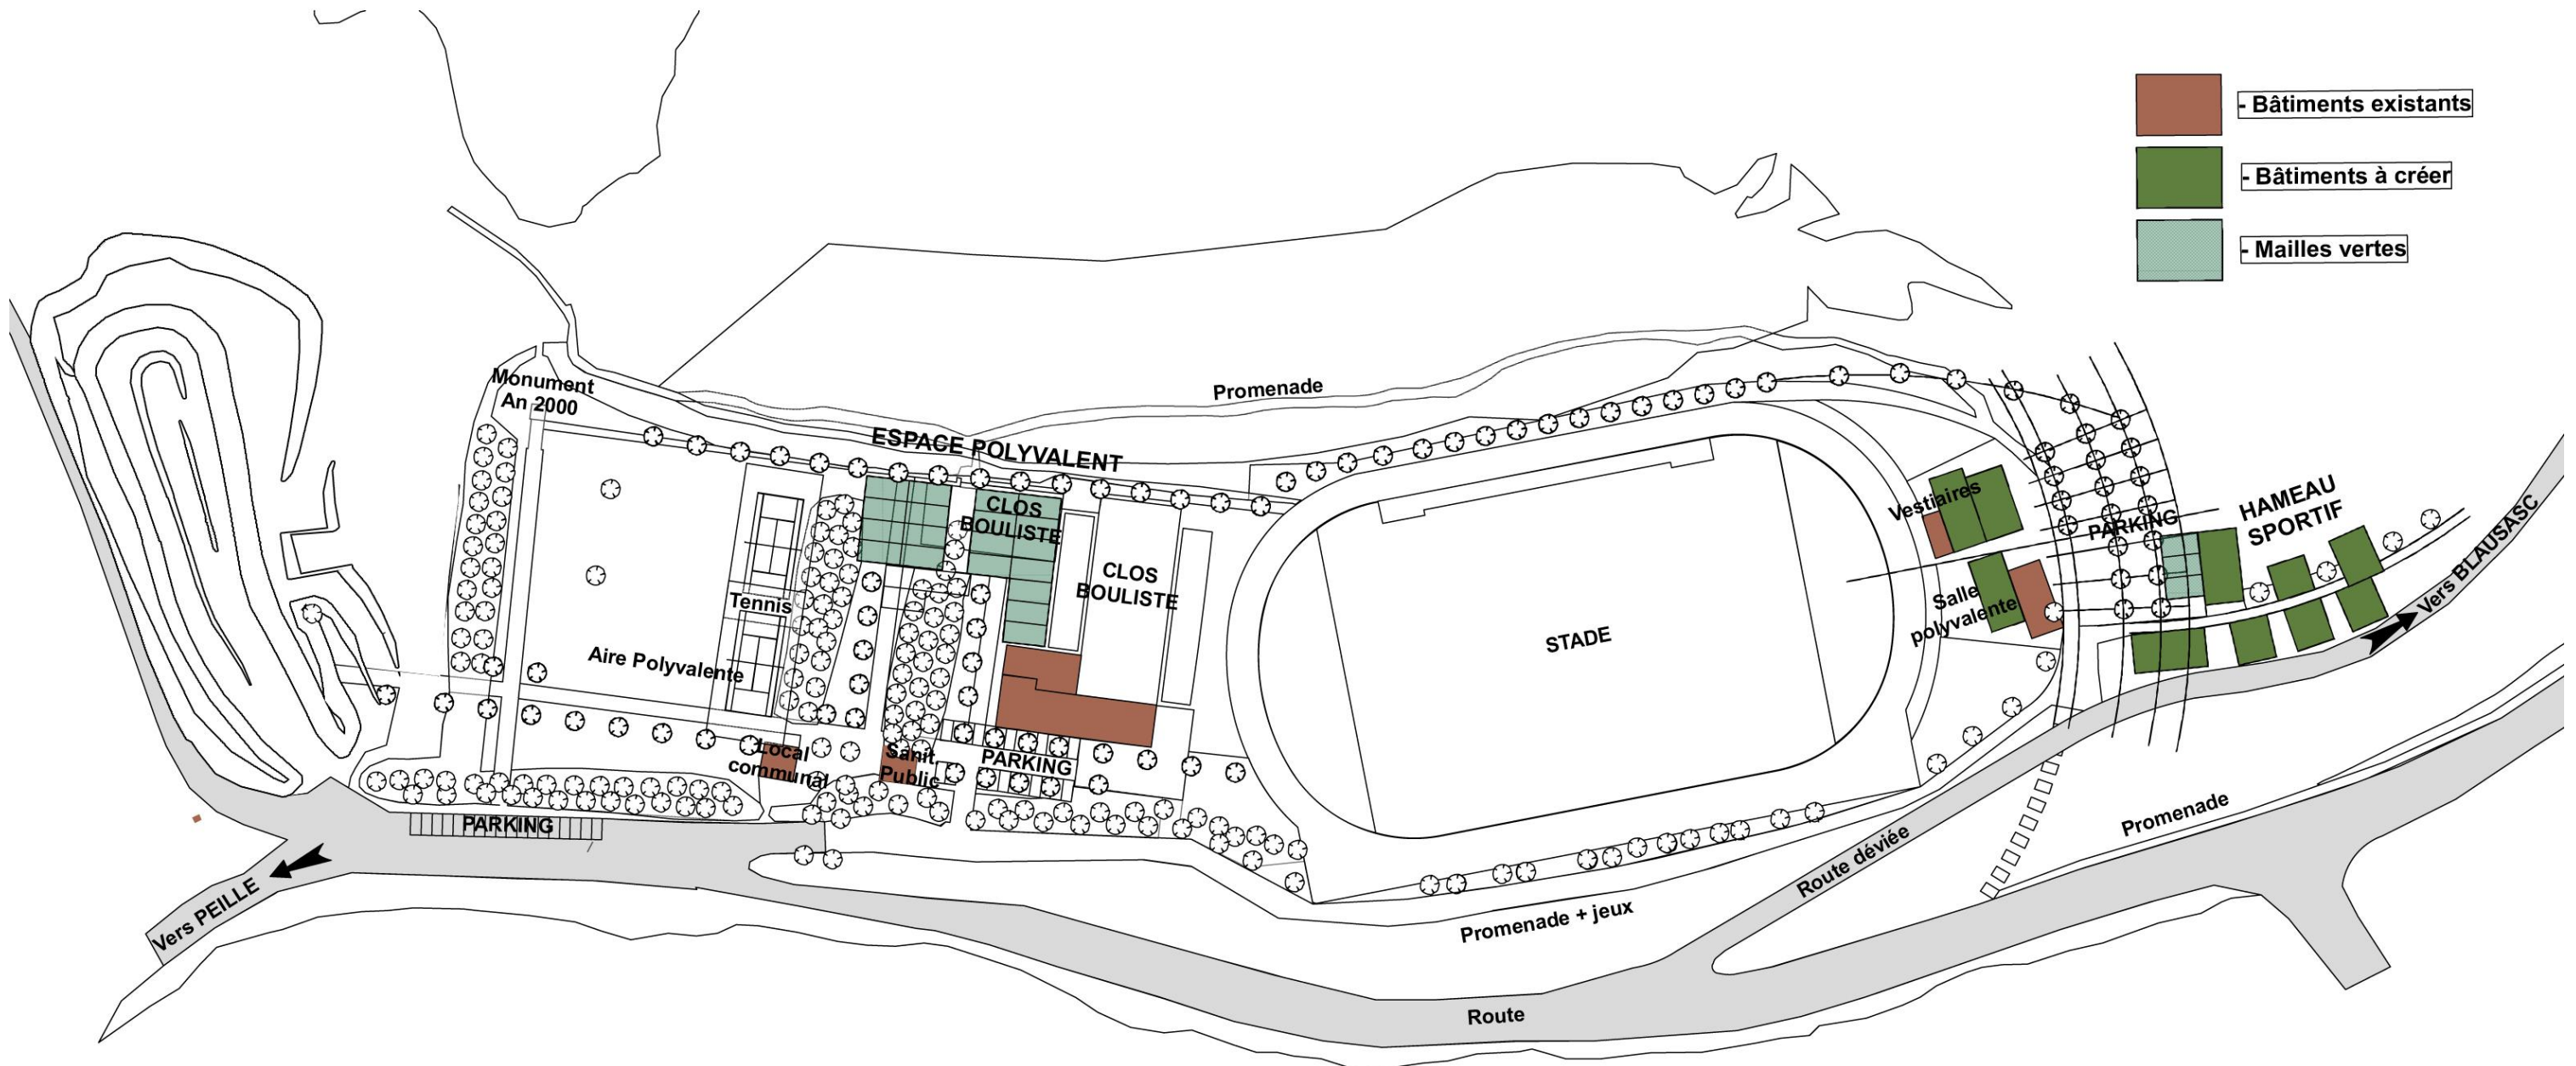 - Bâtiments existants
- Bâtiments à créer
- Mailles vertes
Monument
An 2000
Promenade
ESPACE POLYVALENT
CLOS
BOULISTE
CLOS
BOULISTE
Tennis
Aire Polyvalente
Local
communal
Sanit.
Public
PARKING
PARKING
STADE
Vestiaires
Salle
polyvalente
PARKING
HAMEAU
SPORTIF
Vers BLAUSASC
Vers PEILLE
Promenade + jeux
Route déviée
Promenade
Route